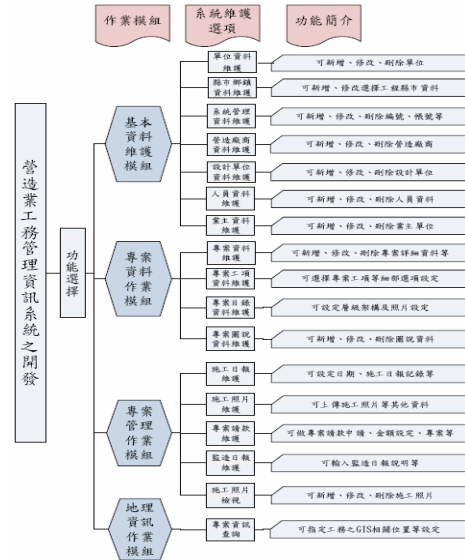 作業模組
系統維護
選項
功能簡介
營造業工務管理資訊系統之開發
功能選擇
基本
資料
維護
模組
單位資料
維護
可新增、修改、刪除單位
縣市鄉鎮
資料維護
可新增、修改選擇工程縣市資料
系統管理
資料維護
可新增、修改、刪除編號、帳號等
營造廠商
資料維護
可新增、修改、刪除營造廠商
設計單位
資料維護
可新增、修改、刪除設計單位
人員資料
維護
可新增、修改、刪除人員資料
業主資料
維護
可新增、修改、刪除業主單位
專案
資料
作業
模組
專案資料
維護
可新增、修改、刪除專案詳細資料等
專案工項
資料維護
可選擇專案工項等細部選項設定
專案目錄
資料維護
可設定層級架構及照片設定
專案圖說
資料維護
可新增、修改、刪除圖說資料
專案
管理
作業
模組
施工日報
維護
可設定日期、施工日報記錄等
施工照片
維護
可上傳施工照片等其他資料
專案請款
維護
可做專案請款申請、金額設定、專案等
監造日報
維護
可輸入監造日報說明等
施工照片
檢視
可新增、修改、刪除施工照片
地理
資訊
作業
模組
專案資訊
查詢
可指定工務之GIS相關位置等設定